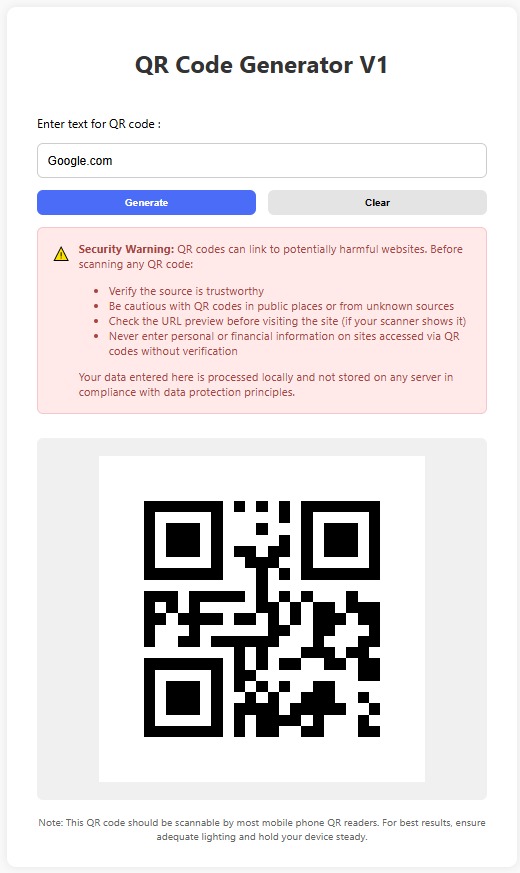 QR Code Generator V1
Enter text for QR code :
Google.com
Generate
Clear
Security Warning: QR codes can link to potentially harmful websites. Before
scanning any QR code:
Verify the source is trustworthy
Be cautious with QR codes in public places or from unknown sources
Check the URL preview before visiting the site (if your scanner shows it)
Never enter personal or financial information on sites accessed via QR
codes without verification
Your data entered here is processed locally and not stored on any server in
compliance with data protection principles.
Note: This QR code should be scannable by most mobile phone QR readers. For best results, ensure
adequate lighting and hold your device steady.